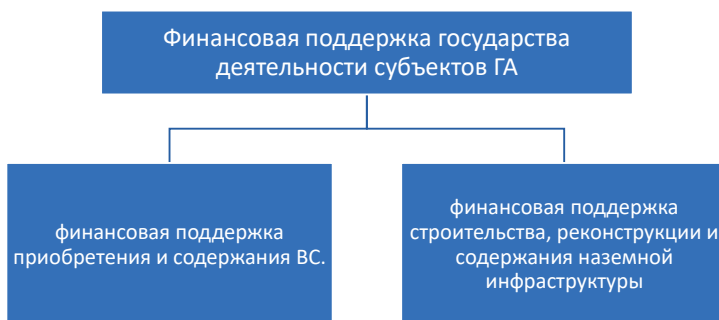 Финансовая поддержка государства
деятельности субъектов ГА
финансовая поддержка
приобретения и содержания ВС.
финансовая поддержка
строительства, реконструкции и
содержания наземной
инфраструктуры